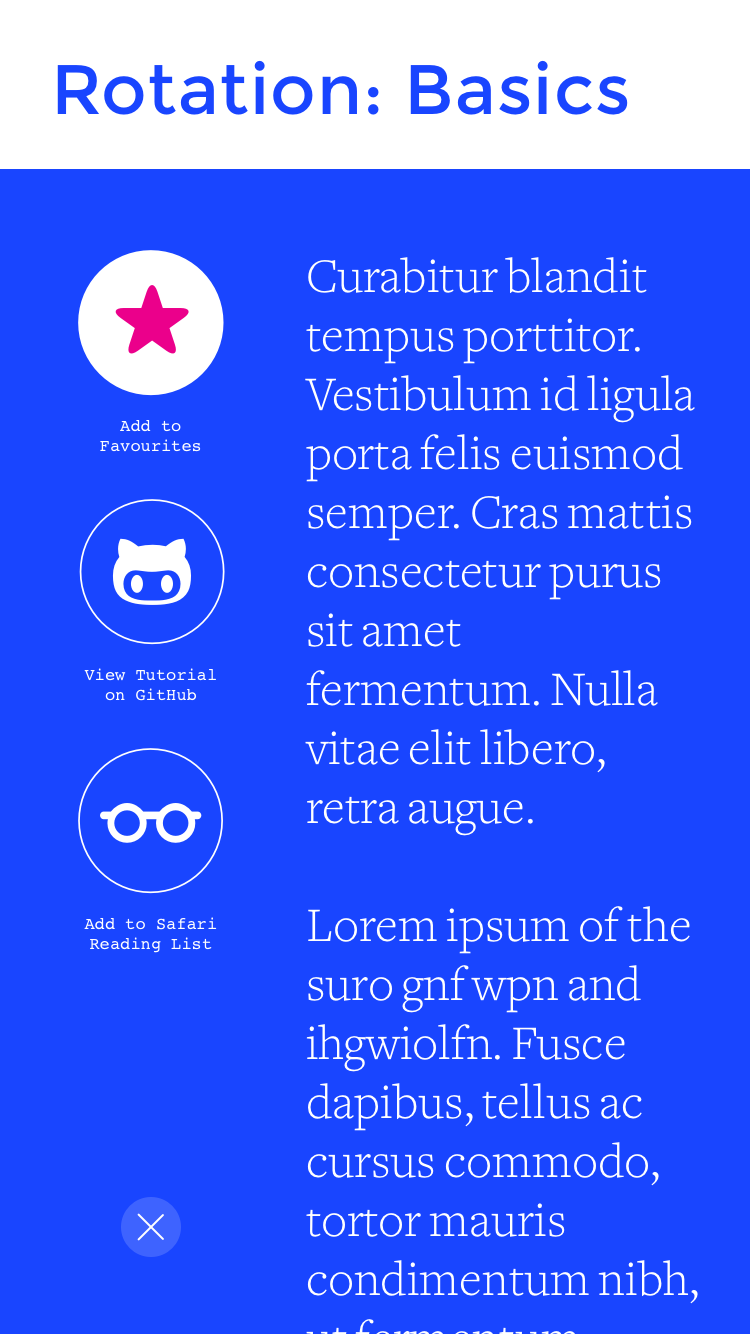 Rotation: Basics
Add to
Favourites
View Tutorial
on GitHub
Add to Safari
Reading List
Curabitur blandit
tempus porttitor.
Vestibulum id ligula
porta felis euismod
semper. Cras mattis
consectetur purus
sit amet
fermentum. Nulla
vitae elit libero,
retra augue.
Lorem ipsum of the
suro gnf wpn and
ihgwiolfn. Fusce
dapibus, tellus ac
cursus commodo,
tortor mauris
condimentum nibh,
ut fermentum